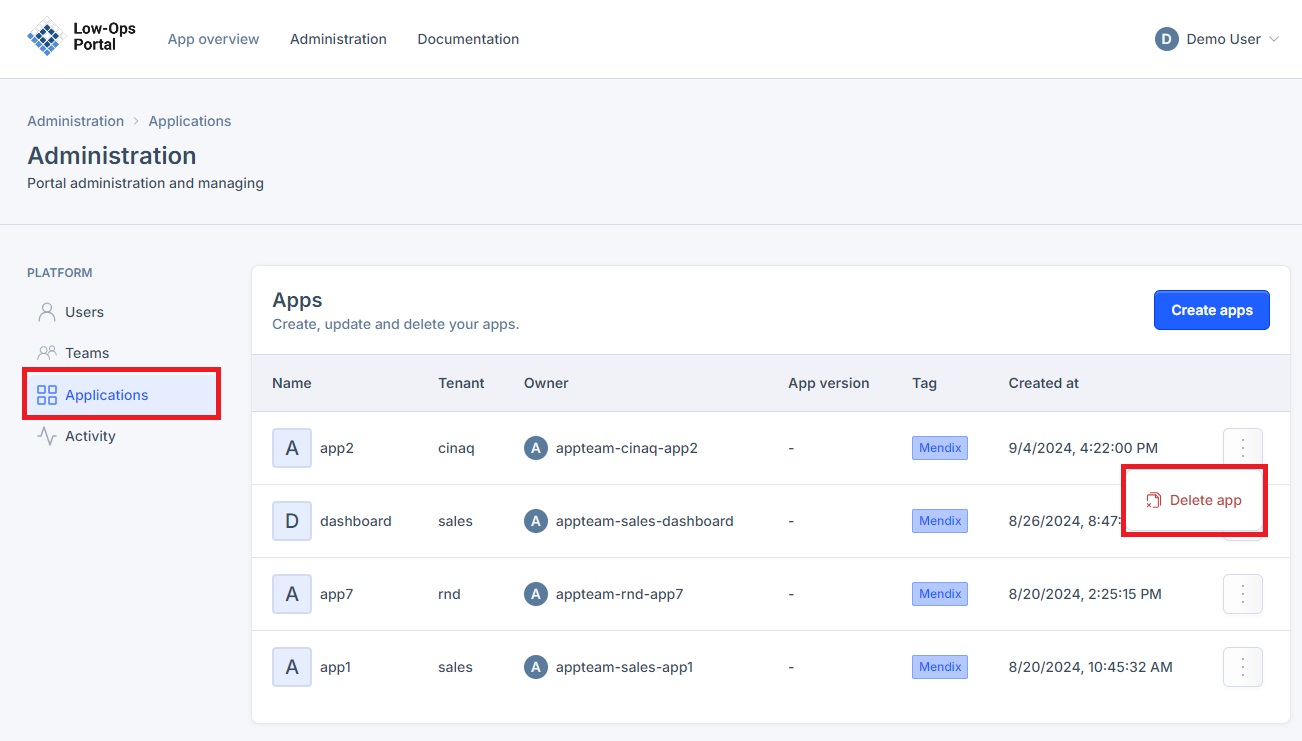 Low-Ops
Portal
App overview
Administration
Documentation
D
Demo User
Administration > Applications
Administration
Portal administration and managing
PLATFORM
Users
Teams
Applications
Activity
Apps
Create, update and delete your apps.
Create apps
Name Tenant Owner App version Tag Created at
A app2 cinaq A appteam-cinaq-app2 - Mendix 9/4/2024, 4:22:00 PM
Delete app
D dashboard sales A appteam-sales-dashboard - Mendix 8/26/2024, 8:47:
A app7 rnd A appteam-rnd-app7 - Mendix 8/20/2024, 2:25:15 PM
A app1 sales A appteam-sales-app1 - Mendix 8/20/2024, 10:45:32 AM